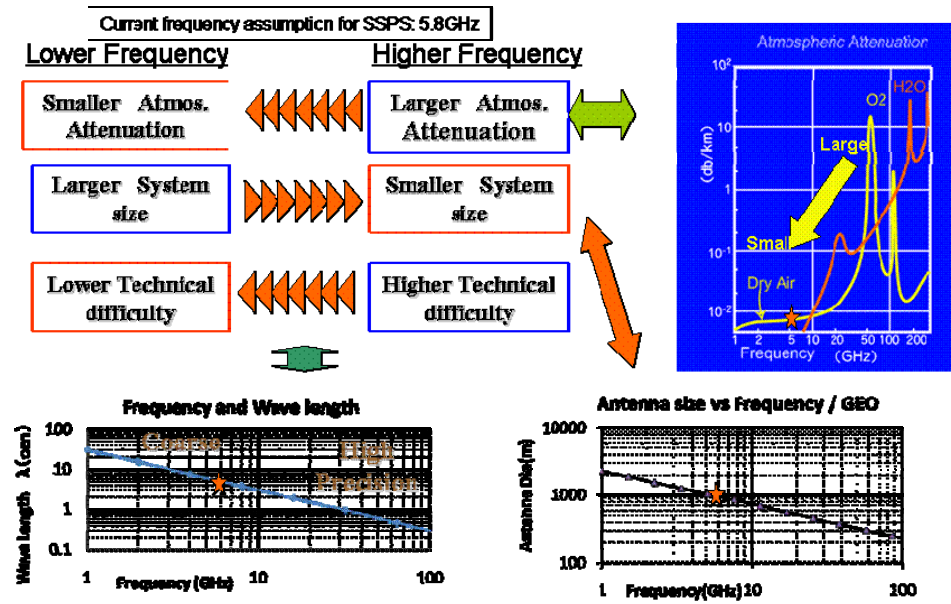 Current frequency assumption for SSPS: 5.8GHz
Lower Frequency
Higher Frequency
Smaller Atmos.
Attenuation
Larger Atmos.
Attenuation
Larger System
size
Smaller System
size
Lower Technical
difficulty
Higher Technical
difficulty
Atmospheric Attenuation
10²
O2
H2O
10
Large
(db/km)
1
Small
10⁻¹
Dry Air
10⁻²
1 2 5 10 20 50 100 200
Frequency (GHz)
Frequency and Wave length
Coarse
High
Precision
Wave Length λ(cm)
100
10
1
0.1
1 10 100
Frequency(GHz)
Antenna size vs Frequency / GEO
Antenna Dia(m)
10000
1000
100
1 10 100
Frequency(GHz)